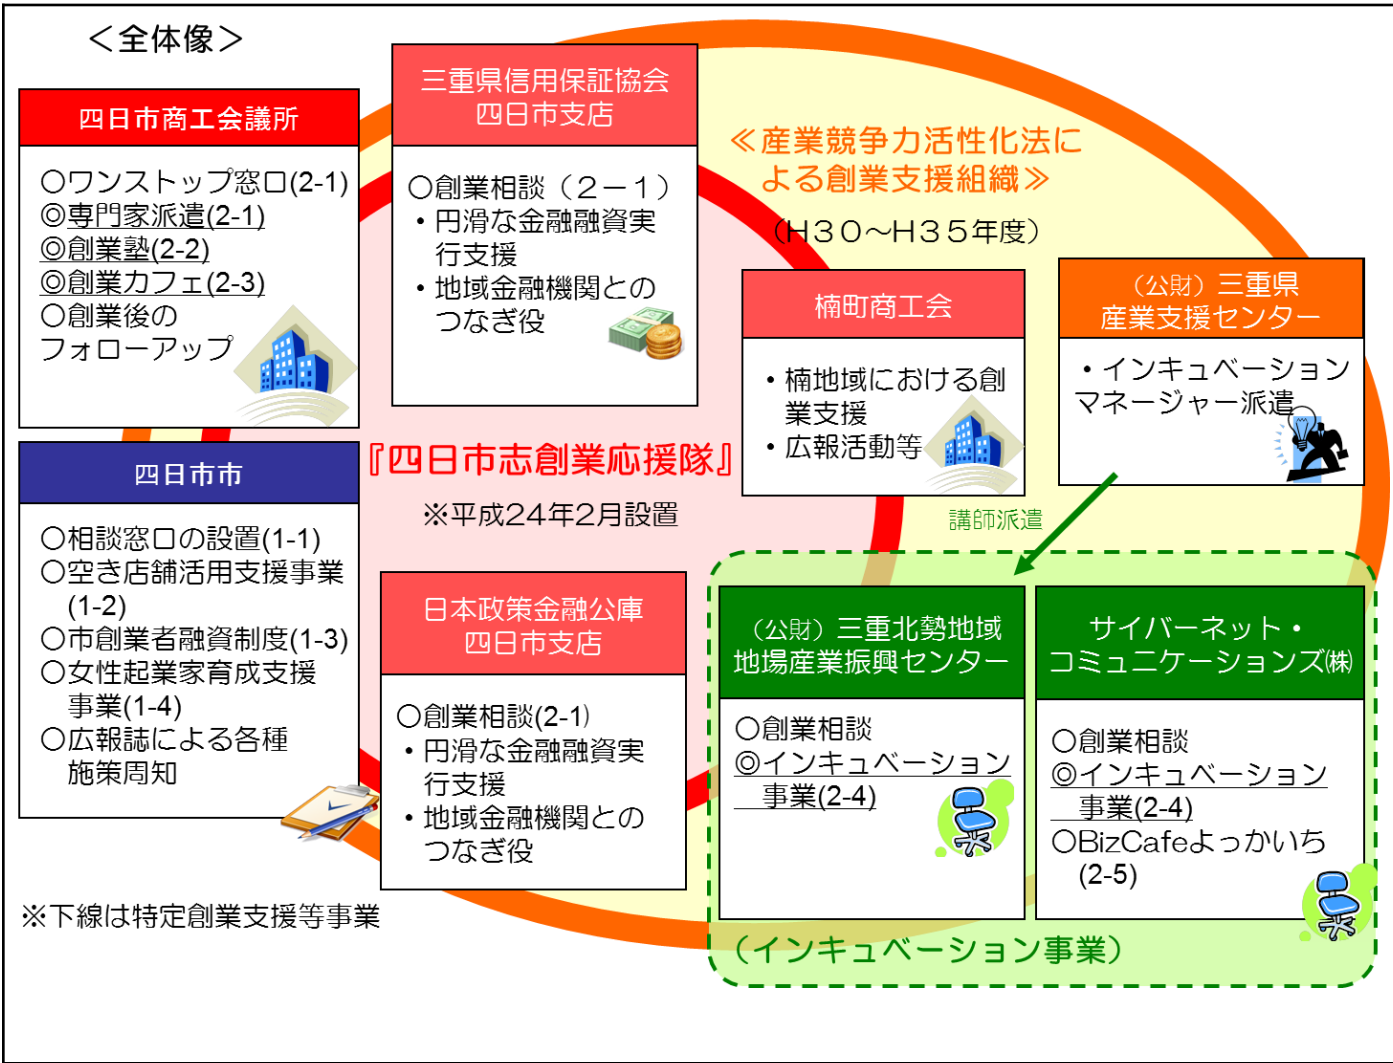 ＜全体像＞
四日市商工会議所
○ワンストップ窓口(2-1)
◎専門家派遣(2-1)
◎創業塾(2-2)
◎創業カフェ(2-3)
○創業後の
フォローアップ
三重県信用保証協会
四日市支店
○創業相談（２－１）
・円滑な金融融資実
行支援
・地域金融機関との
つなぎ役
≪産業競争力活性化法に
よる創業支援組織≫
（H３０～H３５年度）
楠町商工会
・楠地域における創
業支援
・広報活動等
（公財）三重県
産業支援センター
・インキュベーション
マネージャー派遣
『四日市志創業応援隊』
※平成24年2月設置
講師派遣
四日市市
○相談窓口の設置(1-1)
○空き店舗活用支援事業
(1-2)
○市創業者融資制度(1-3)
○女性起業家育成支援
事業(1-4)
○広報誌による各種
施策周知
日本政策金融公庫
四日市支店
○創業相談(2-1)
・円滑な金融融資実
行支援
・地域金融機関との
つなぎ役
（公財）三重北勢地域
地場産業振興センター
○創業相談
◎インキュベーション
事業(2-4)
サイバーネット・
コミュニケーションズ㈱
○創業相談
◎インキュベーション
事業(2-4)
○BizCafeよっかいち
(2-5)
（インキュベーション事業）
※下線は特定創業支援等事業